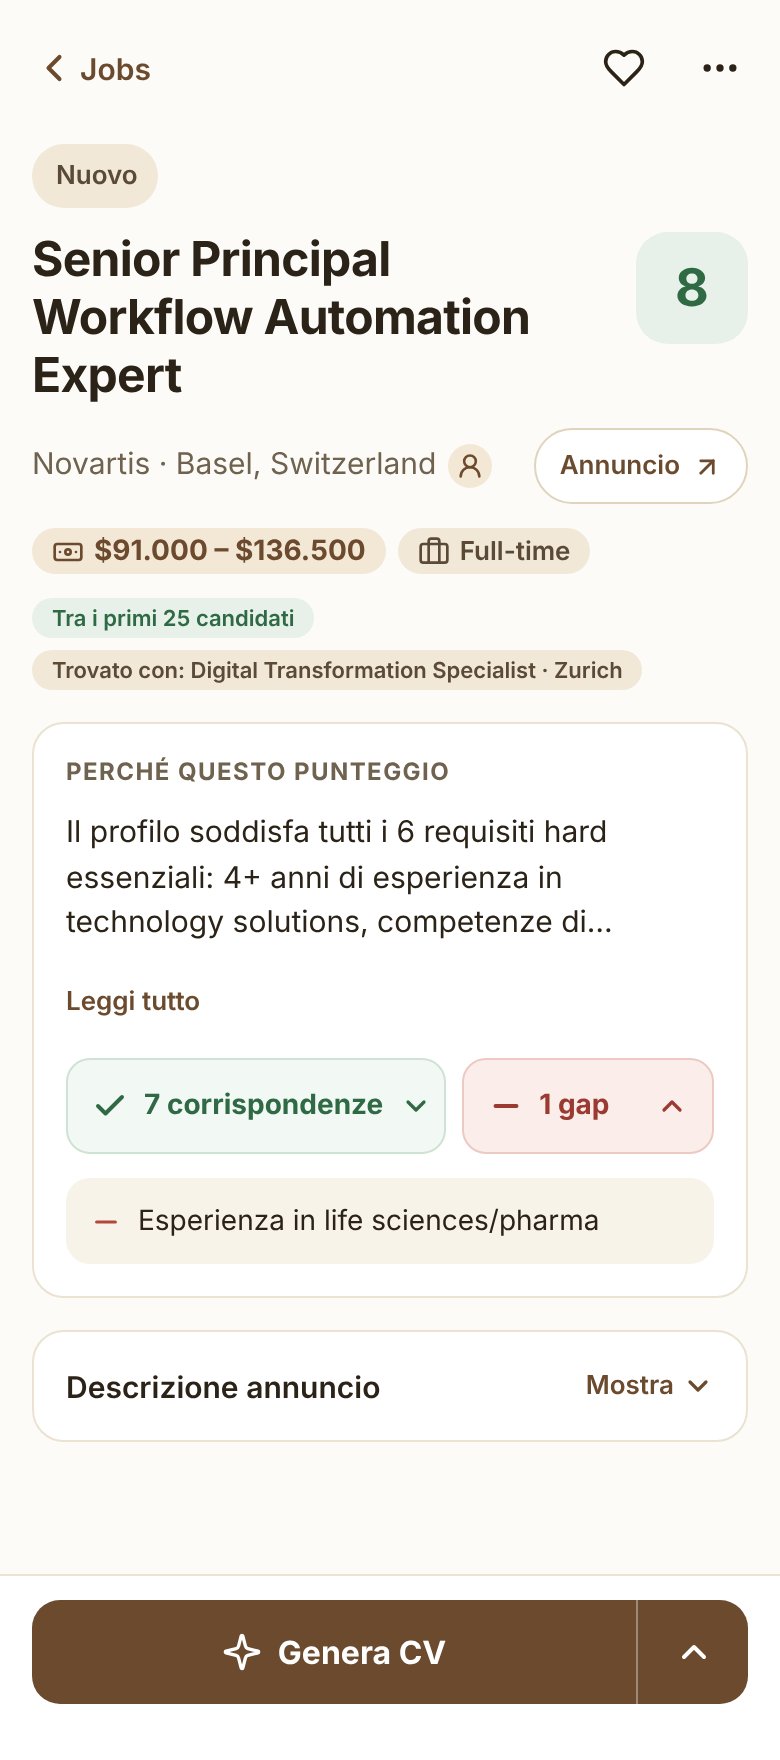 Jobs
Nuovo
Senior Principal
Workflow Automation
Expert
8
Novartis · Basel, Switzerland
Annuncio
$91.000 – $136.500
Full-time
Tra i primi 25 candidati
Trovato con: Digital Transformation Specialist · Zurich
PERCHÉ QUESTO PUNTEGGIO
Il profilo soddisfa tutti i 6 requisiti hard
essenziali: 4+ anni di esperienza in
technology solutions, competenze di...
Leggi tutto
7 corrispondenze
1 gap
Esperienza in life sciences/pharma
Descrizione annuncio
Mostra
Genera CV